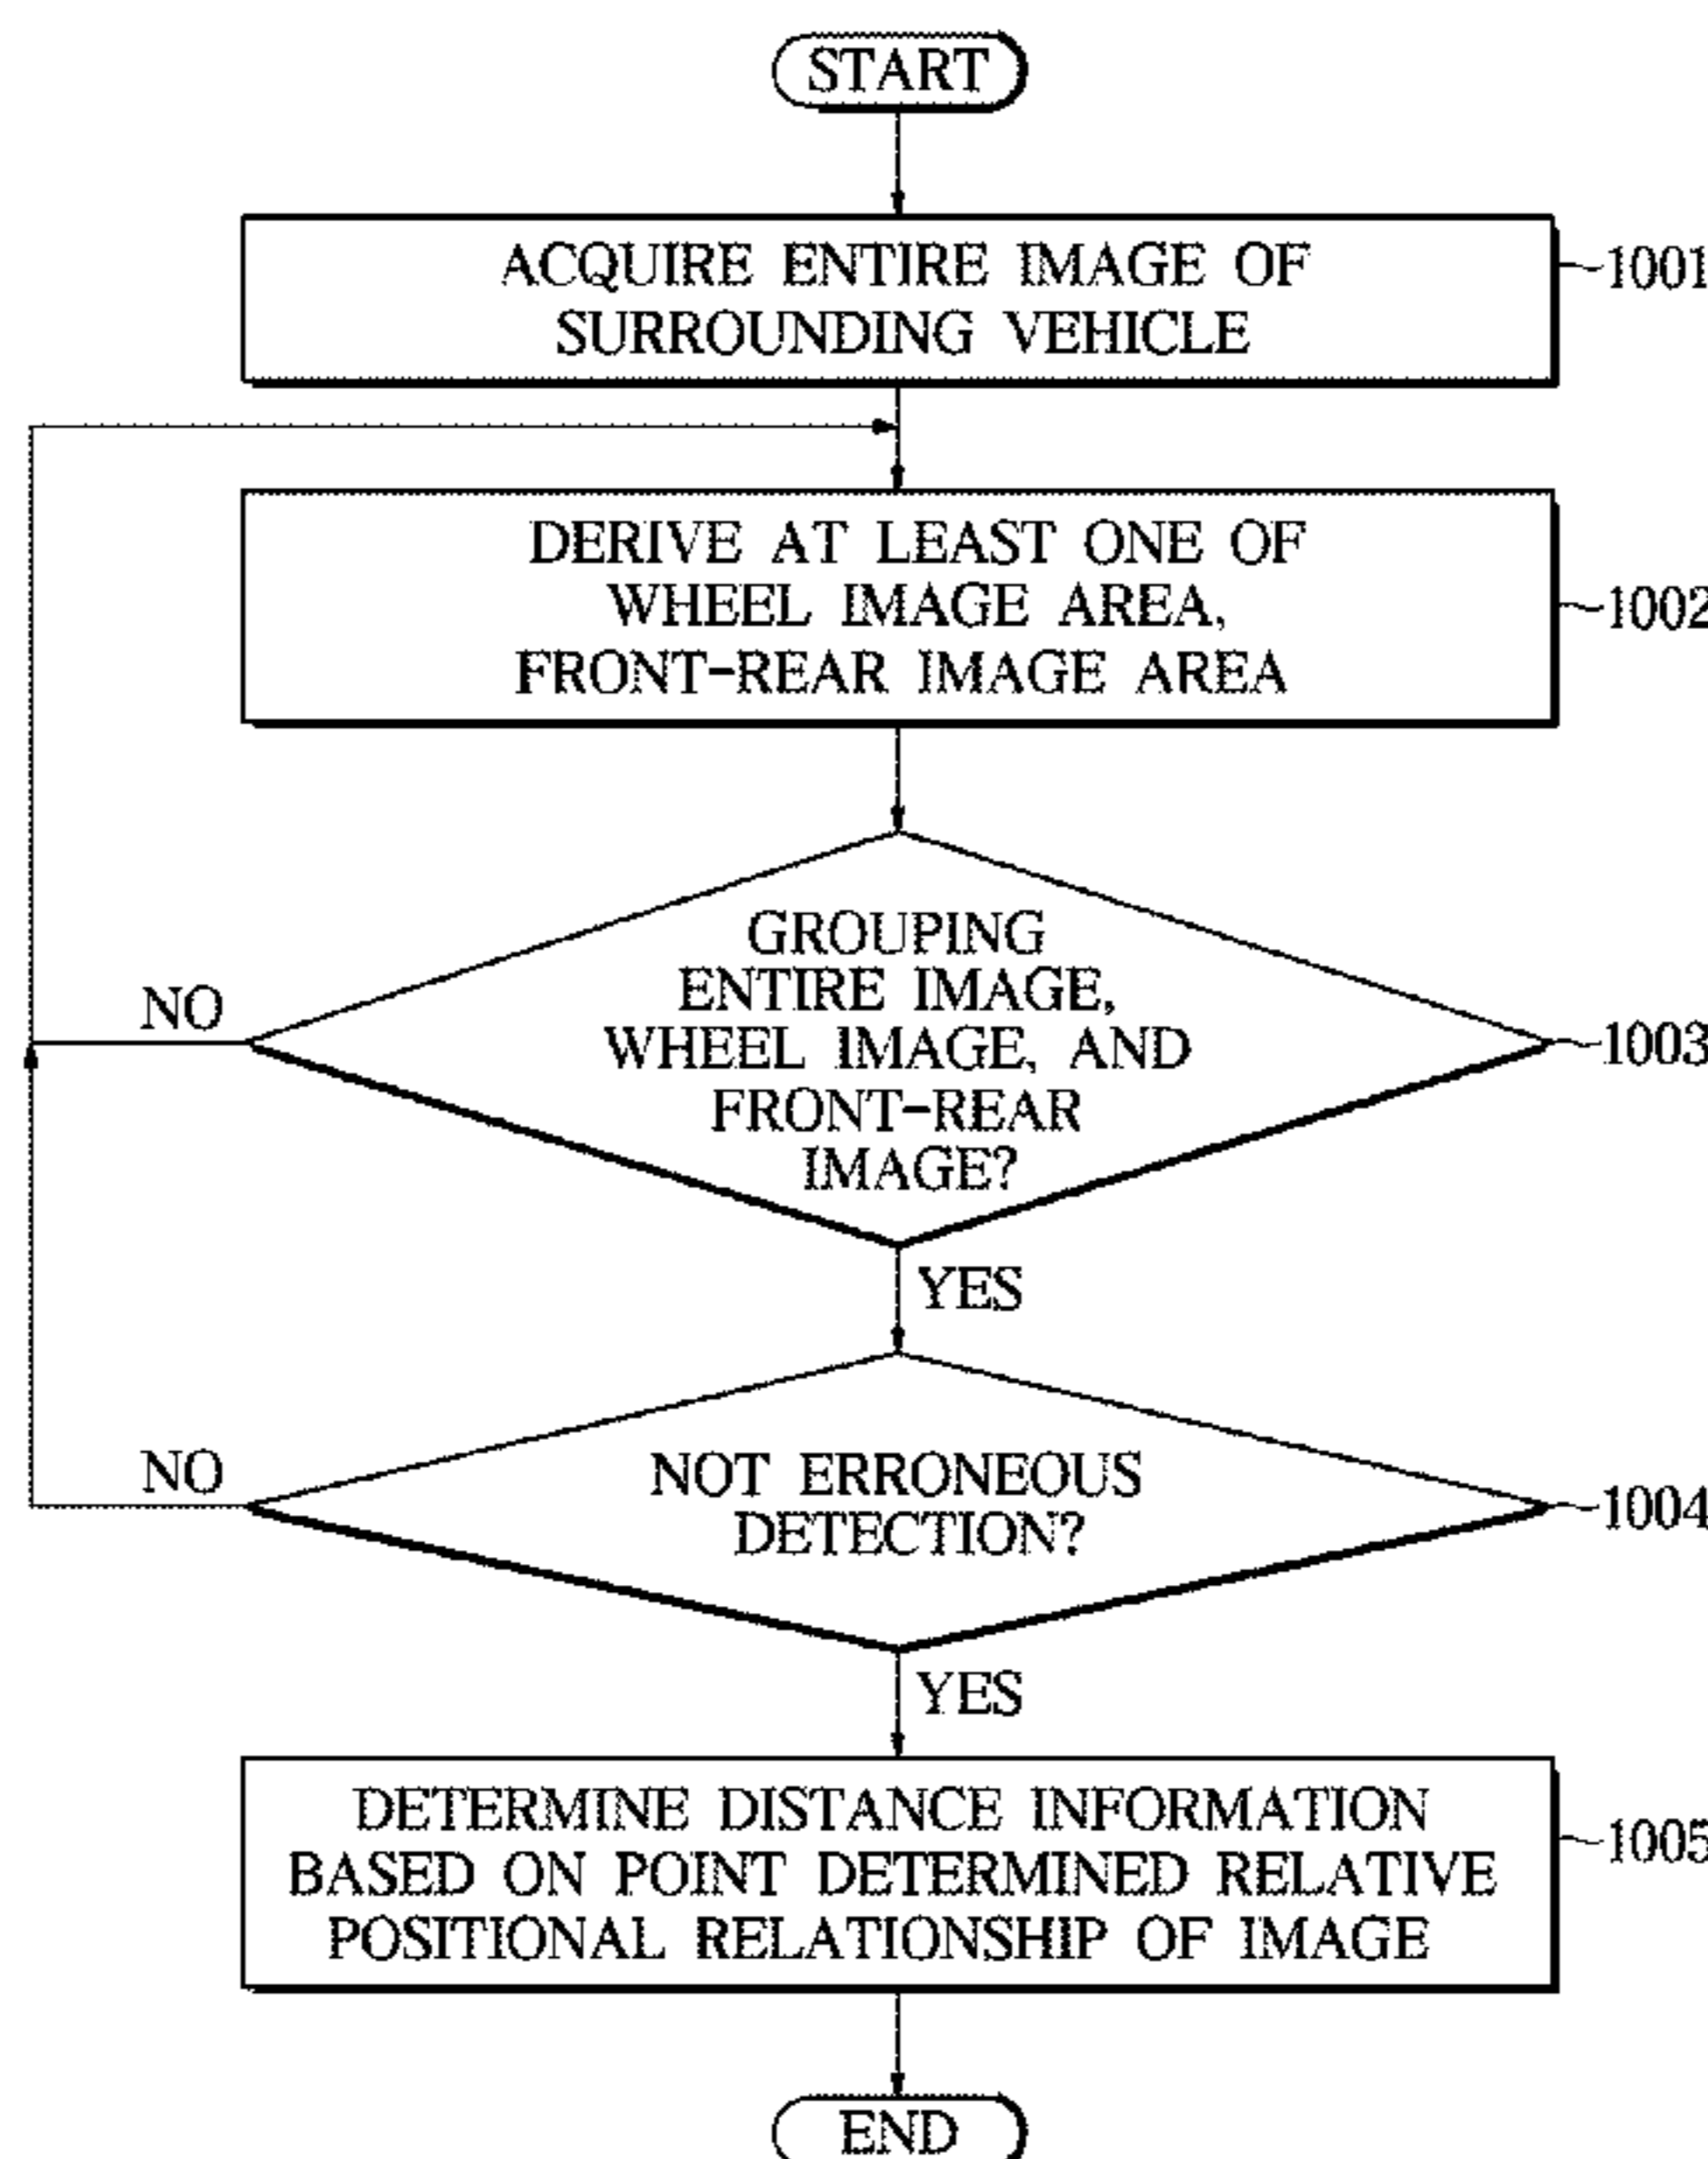 START
ACQUIRE ENTIRE IMAGE OF
SURROUNDING VEHICLE
1001
DERIVE AT LEAST ONE OF
WHEEL IMAGE AREA,
FRONT-REAR IMAGE AREA
1002
GROUPING
ENTIRE IMAGE,
WHEEL IMAGE, AND
FRONT-REAR
IMAGE?
NO
1003
YES
NOT ERRONEOUS
DETECTION?
NO
1004
YES
DETERMINE DISTANCE INFORMATION
BASED ON POINT DETERMINED RELATIVE
POSITIONAL RELATIONSHIP OF IMAGE
1005
END